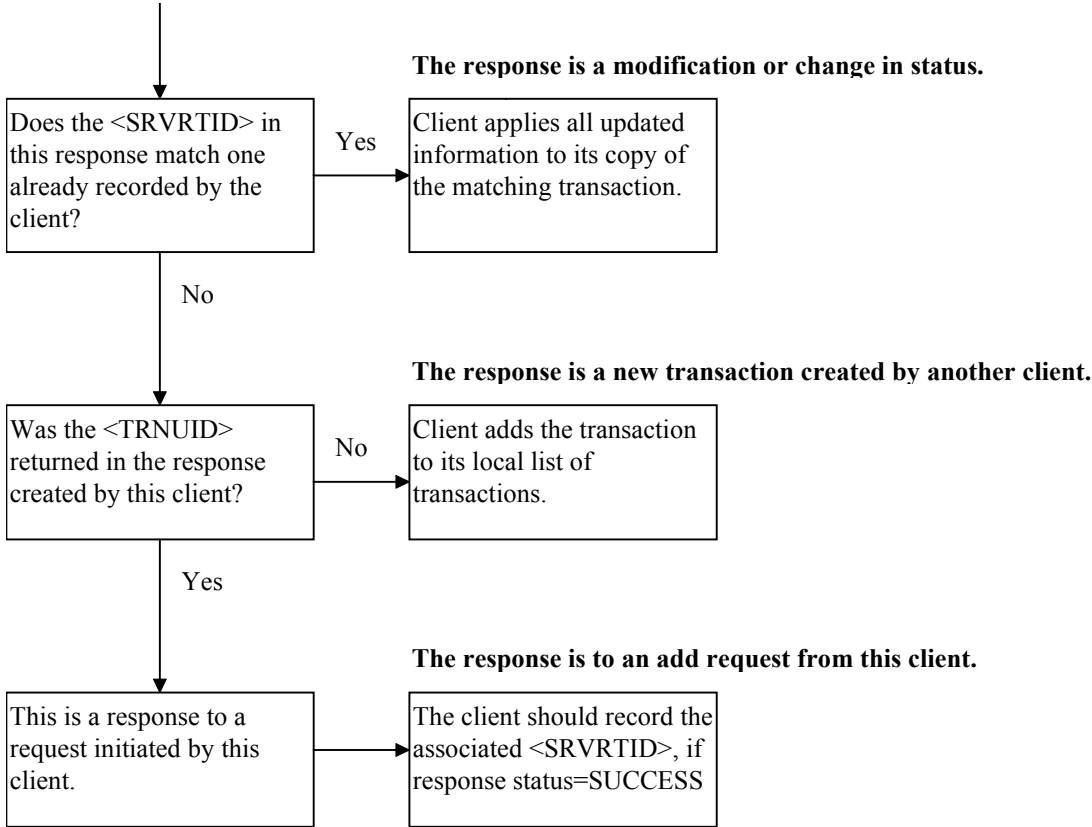 The response is a modification or change in status.
Does the <SRVRTID> in
this response match one
already recorded by the
client?
Yes
Client applies all updated
information to its copy of
the matching transaction.
No
The response is a new transaction created by another client.
Was the <TRNUID>
returned in the response
created by this client?
No
Client adds the transaction
to its local list of
transactions.
Yes
The response is to an add request from this client.
This is a response to a
request initiated by this
client.
The client should record the
associated <SRVRTID>, if
response status=SUCCESS